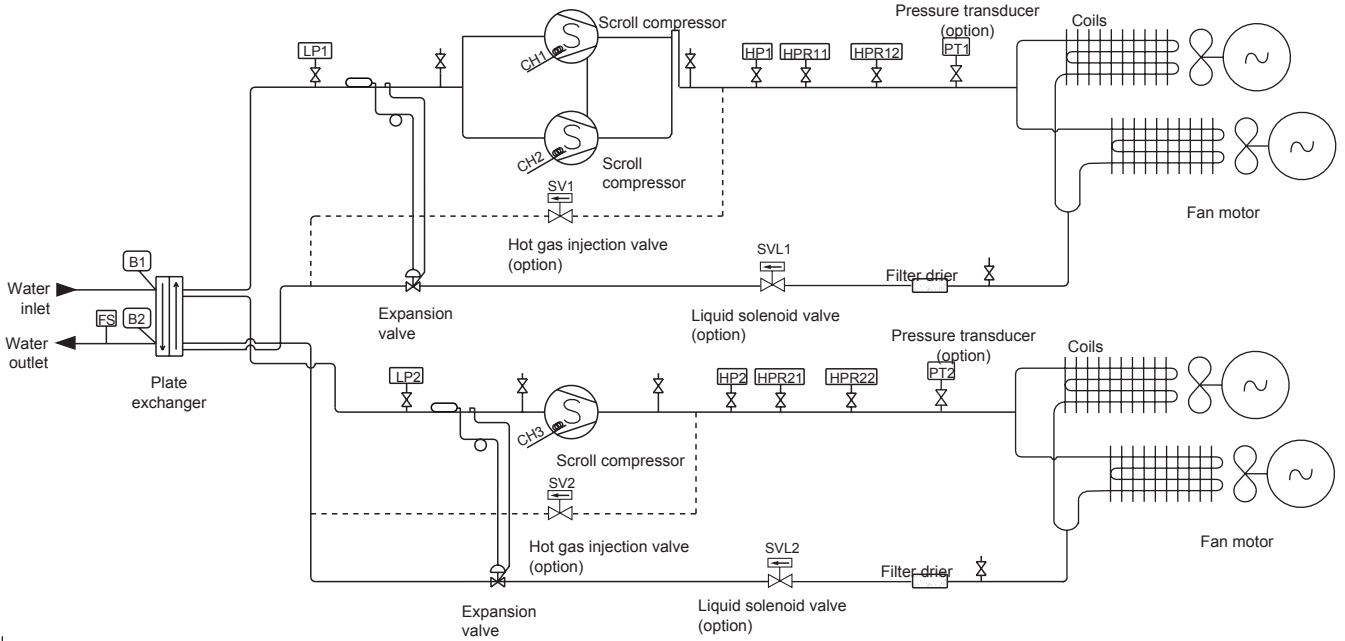 Scroll compressor
Pressure transducer
(option)
Coils
LP1
CH1
HP1
HPR11
HPR12
PT1
CH2
Scroll
compressor
SV1
Hot gas injection valve
(option)
Fan motor
SVL1
Filter drier
B1
Water
inlet
FS
B2
Water
outlet
Expansion
valve
Liquid solenoid valve
(option)
Plate
exchanger
Pressure transducer
(option)
Coils
LP2
HP2
HPR21
HPR22
PT2
CH3
Scroll compressor
SV2
Hot gas injection valve
(option)
Fan motor
SVL2
Filter drier
Expansion
valve
Liquid solenoid valve
(option)